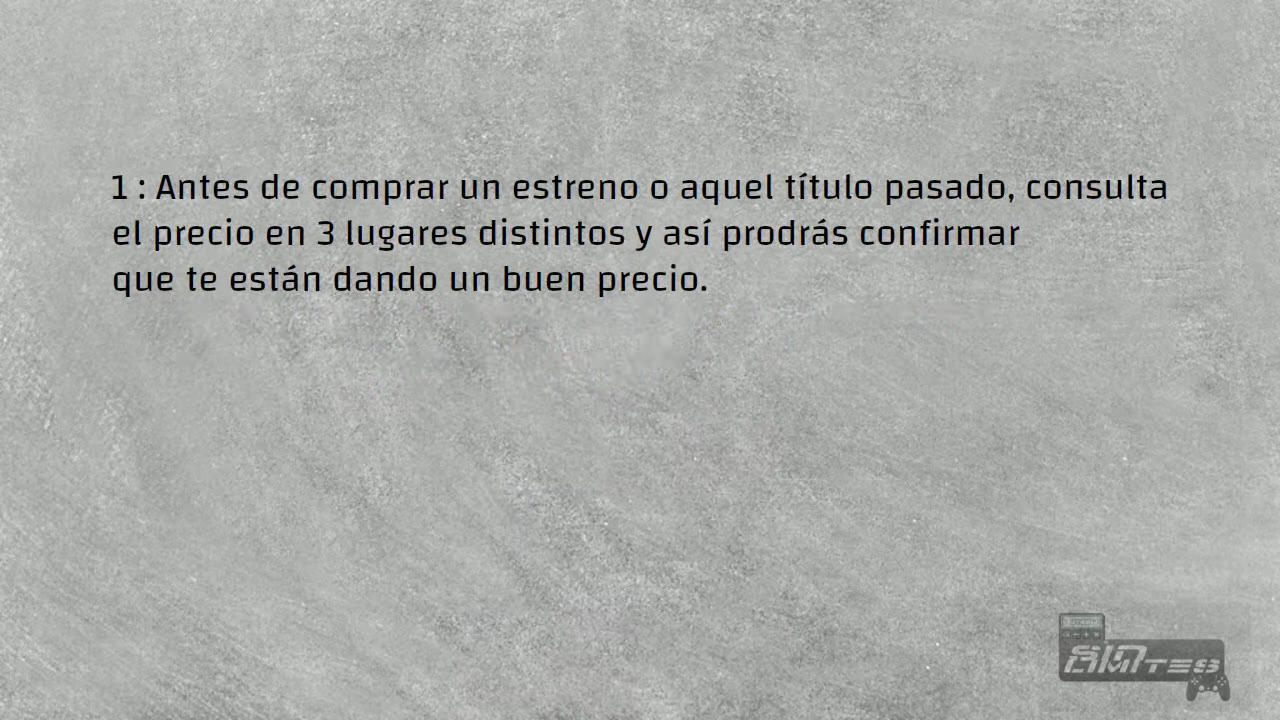 1 : Antes de comprar un estreno o aquel título pasado, consulta
el precio en 3 lugares distintos y así prodrás confirmar
que te están dando un buen precio.